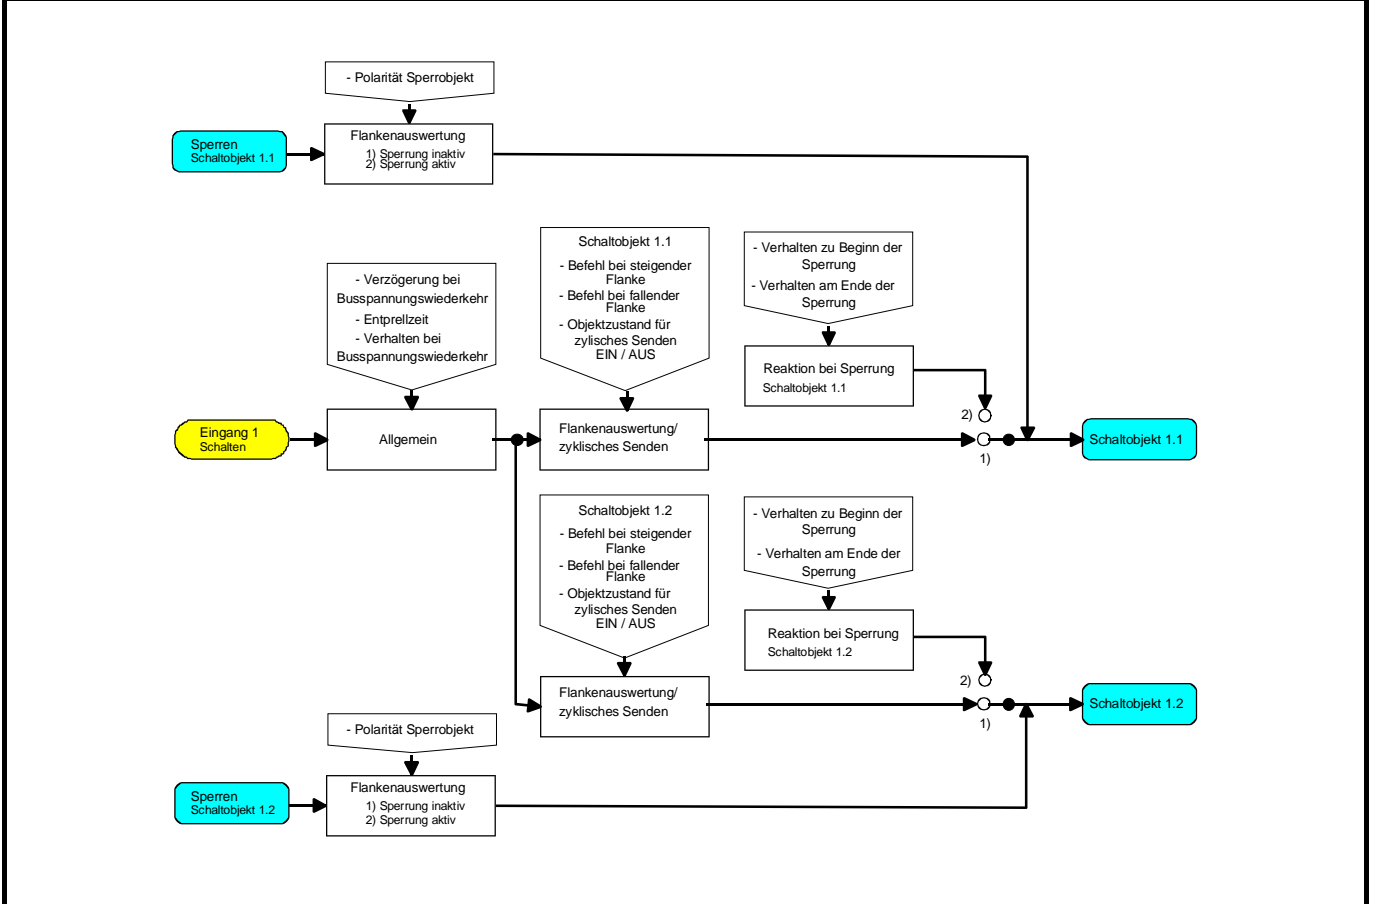 - Polarität Sperrobjekt
Sperren
Schaltobjekt 1.1
Flankenauswertung
1) Sperrung inaktiv
2) Sperrung aktiv
- Verzögerung bei
Busspannungswiederkehr
- Entprellzeit
- Verhalten bei
Busspannungswiederkehr
Schaltobjekt 1.1
- Befehl bei steigender
Flanke
- Befehl bei fallender
Flanke
- Objektzustand für
zylisches Senden
EIN / AUS
- Verhalten zu Beginn der
Sperrung
- Verhalten am Ende der
Sperrung
Reaktion bei Sperrung
Schaltobjekt 1.1
2)
Eingang 1
Schalten
Allgemein
Flankenauswertung/
zyklisches Senden
1)
Schaltobjekt 1.1
Schaltobjekt 1.2
- Befehl bei steigender
Flanke
- Befehl bei fallender
Flanke
- Objektzustand für
zylisches Senden
EIN / AUS
- Verhalten zu Beginn der
Sperrung
- Verhalten am Ende der
Sperrung
Reaktion bei Sperrung
Schaltobjekt 1.2
2)
Flankenauswertung/
zyklisches Senden
1)
Schaltobjekt 1.2
- Polarität Sperrobjekt
Sperren
Schaltobjekt 1.2
Flankenauswertung
1) Sperrung inaktiv
2) Sperrung aktiv